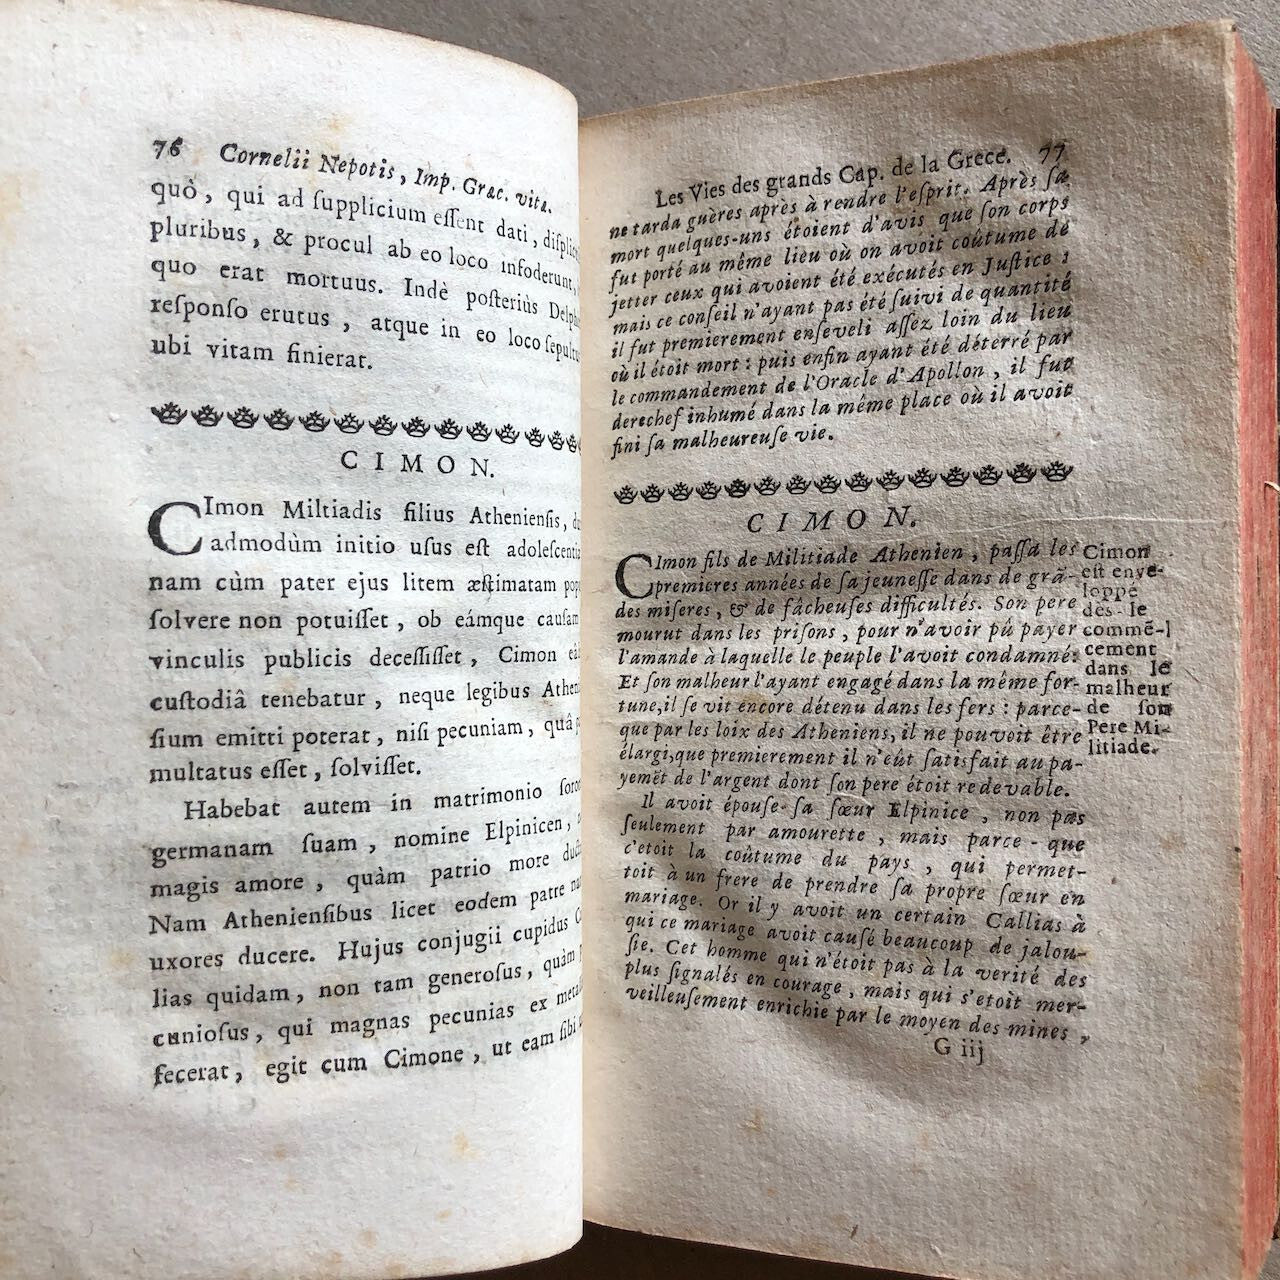 76 Cornelii Nepotis, Imp. Græc. vitæ.
quò, qui ad ſupplicium eſſent dati, diſplic
pluribus, & procul ab eo loco infoderunt,
quo erat mortuus. Indè poſteriùs Delph
reſponſo erutus, atque in eo loco ſepult
ubi vitam finierat.
CIMON.
CImon Miltiadis filius Athenienſis, d
admodùm initio uſus eſt adoleſcentia
nam cùm pater ejus litem æſtimatam pop
ſolvere non potuiſſet, ob eámque cauſam
vinculis publicis deceſſiſſet, Cimon eâ
cuſtodiâ tenebatur, neque legibus Athen
ſium emitti poterat, niſi pecuniam, quâ p
multatus eſſet, ſolviſſet.
Habebat autem in matrimonio ſoro
germanam ſuam, nomine Elpinicen,
magis amore, quàm patrio more duct
Nam Athenienſibus licet eodem patre na
uxores ducere. Hujus conjugii cupidus C
lias quidam, non tam generoſus, quàm p
cunioſus, qui magnas pecunias ex meta
fecerat, egit cum Cimone, ut eam ſibi
Les Vies des grands Cap. de la Grece. 77
ne tarda guères après à rendre l'eſprit. Après ſa
mort quelques-uns étoient d'avis que ſon corps
fut porté au même lieu où on avoit coûtume de
jetter ceux qui avoient été exécutés en Juſtice :
mais ce conſeil n'ayant pas été ſuivi de quantité
il fut premierement enſeveli aſſez loin du lieu
où il étoit mort : puis enfin ayant été déterré par
le commandement de l'Oracle d'Apollon, il fut
derechef inhumé dans la même place où il avoit
fini ſa malheureuſe vie.
CIMON.
CImon fils de Militiade Athenien, paſſa les
premieres années de ſa jeuneſſe dans de grã-
des miſeres, & de fâcheuſes difficultés. Son pere
mourut dans les priſons, pour n'avoir pû payer
l'amande à laquelle le peuple l'avoit condamné:
Et ſon malheur l'ayant engagé dans la même for-
tune, il ſe vit encore détenu dans les fers : parce-
que par les loix des Atheniens, il ne pouvoit être
élargi, que premierement il n'eût ſatisfait au pa-
yemēt de l'argent dont ſon pere étoit redevable.
Il avoit épouſe ſa ſœur Elpinice, non pas
ſeulement par amourette, mais parce-que
c'etoit la coûtume du pays, qui permet-
toit à un frere de prendre ſa propre ſœur en
mariage. Or il y avoit un certain Callias à
qui ce mariage avoit cauſé beaucoup de jalou-
ſie. Cet homme qui n'étoit pas à la verité des
plus ſignalés en courage, mais qui s'etoit mer-
veilleuſement enrichie par le moyen des mines,
G iij
Cimon
eſt enve-
loppe
dès le
commē-
cement
dans le
malheur
de ſon
Pere Mi-
litiade.